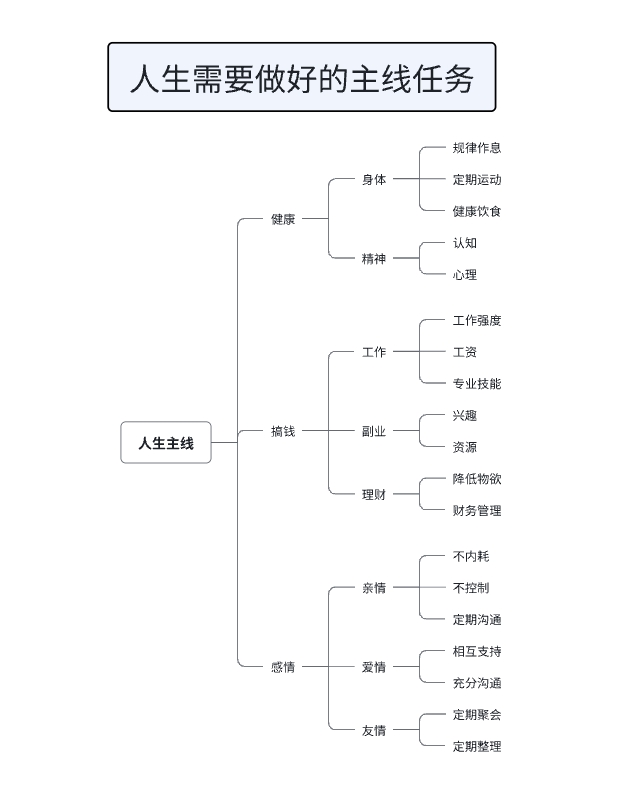 人生需要做好的主线任务
人生主线
健康
身体
规律作息
定期运动
健康饮食
精神
认知
心理
搞钱
工作
工作强度
工资
专业技能
副业
兴趣
资源
理财
降低物欲
财务管理
感情
亲情
不内耗
不控制
定期沟通
爱情
相互支持
充分沟通
友情
定期聚会
定期整理